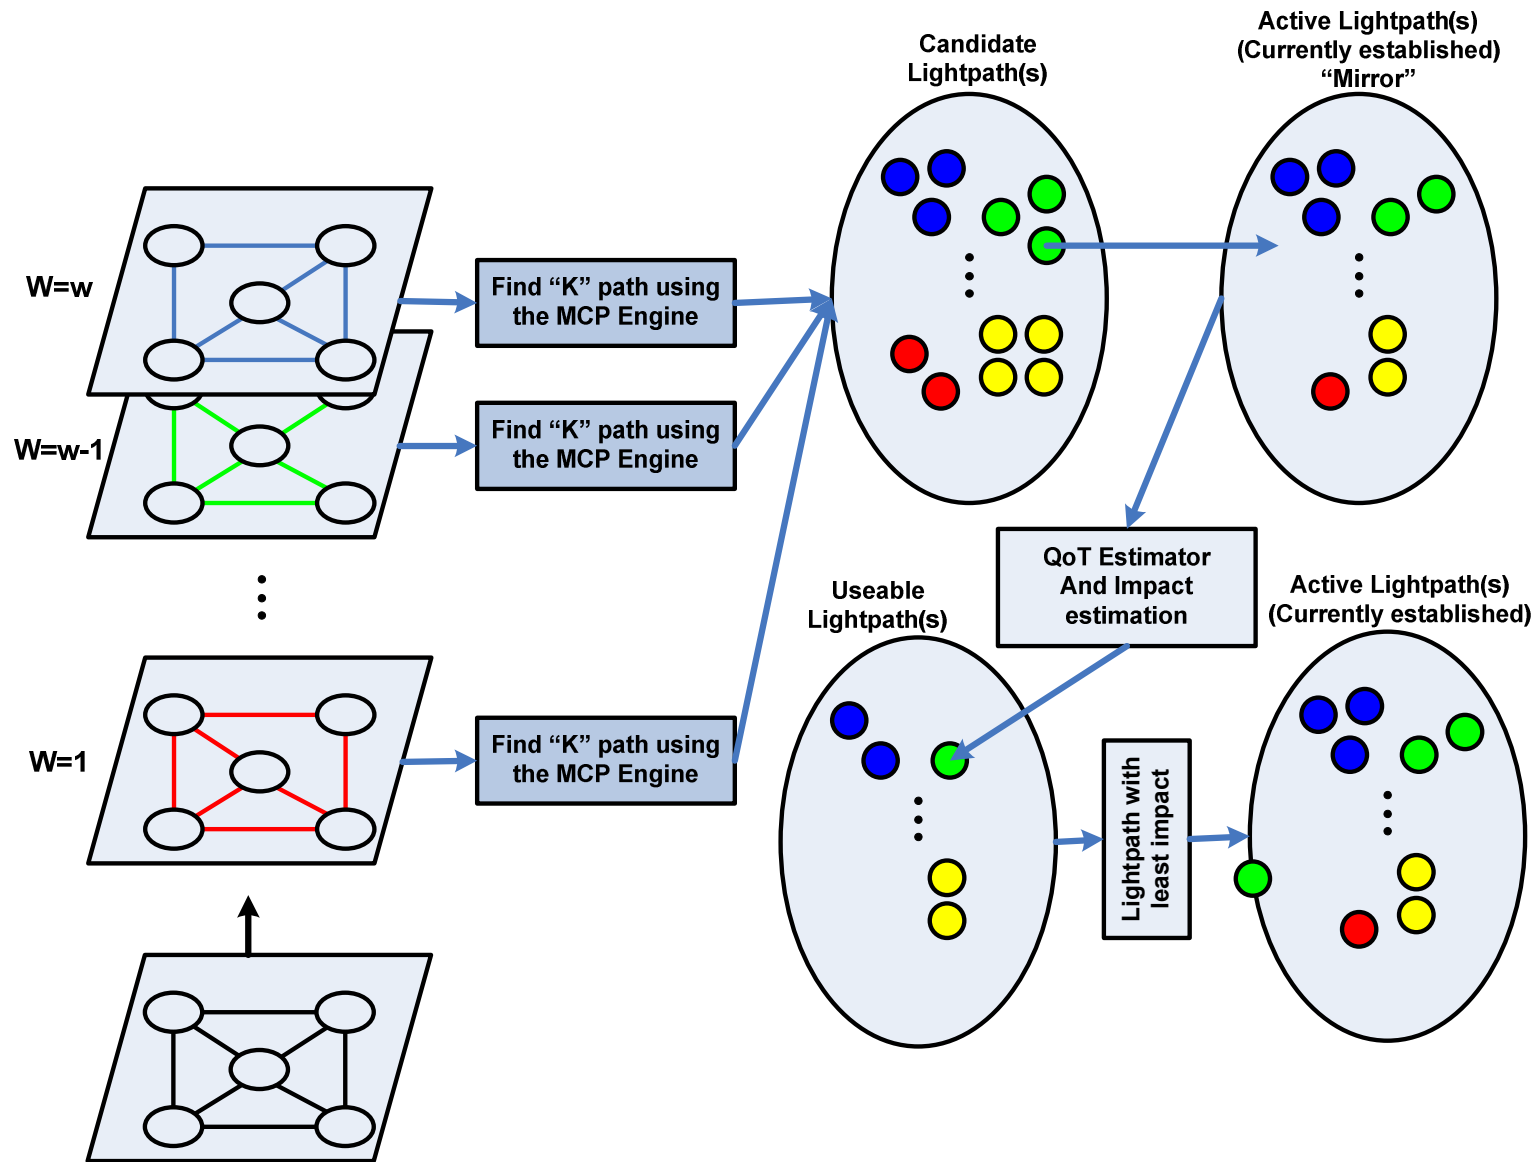 Candidate
Lightpath(s)
Active Lightpath(s)
(Currently established)
“Mirror”
W=w
Find “K” path using
the MCP Engine
W=w-1
Find “K” path using
the MCP Engine
QoT Estimator
And Impact
estimation
Useable
Lightpath(s)
Active Lightpath(s)
(Currently established)
W=1
Find “K” path using
the MCP Engine
Lightpath with
least impact